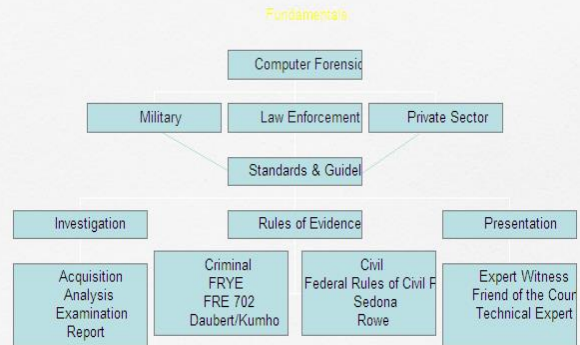 Fundamentals
Computer Forensic
Military
Law Enforcement
Private Sector
Standards & Guidel
Investigation
Rules of Evidence
Presentation
Acquisition
Analysis
Examination
Report
Criminal
FRYE
FRE 702
Daubert/Kumho
Civil
Federal Rules of Civil P
Sedona
Rowe
Expert Witness
Friend of the Cour
Technical Expert